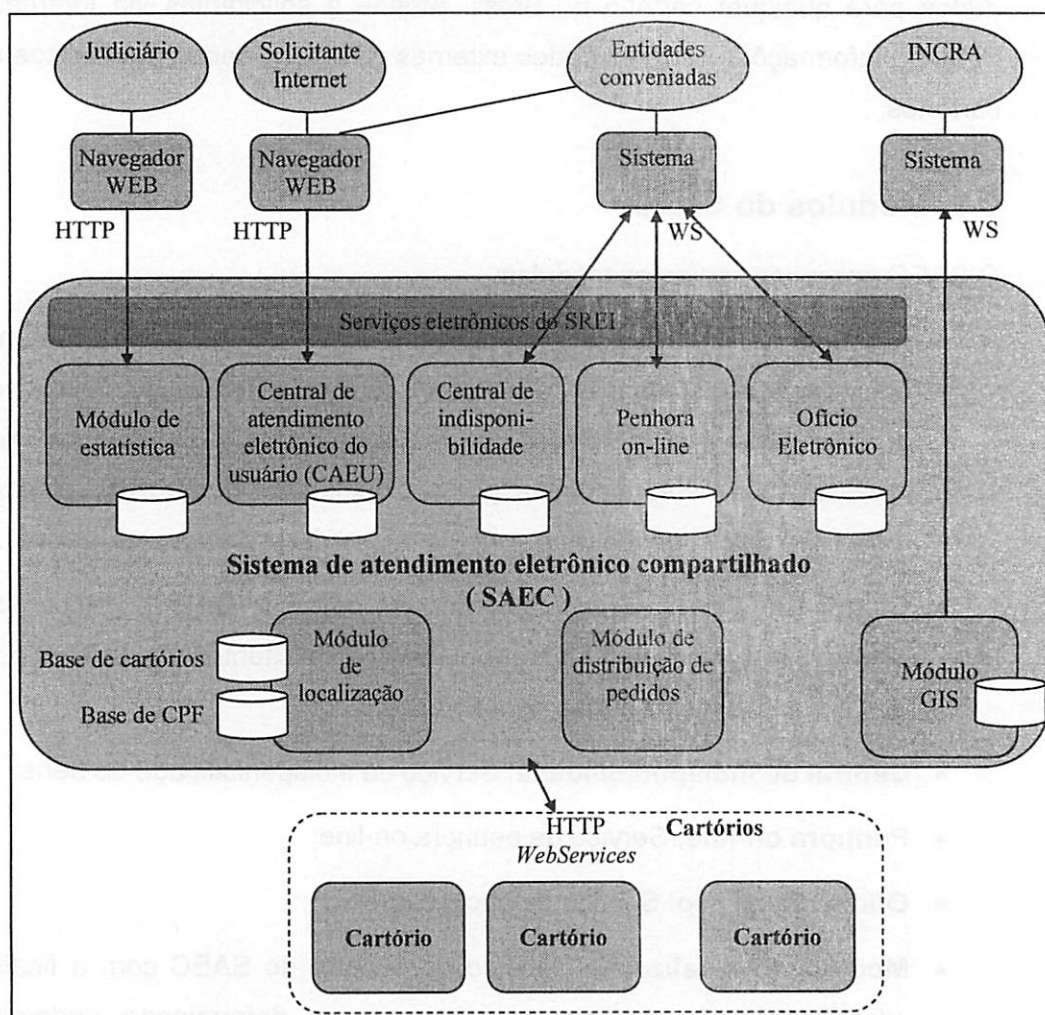 Judiciário
Solicitante
Internet
Entidades
conveniadas
INCRA
Navegador
WEB
Navegador
WEB
Sistema
Sistema
HTTP
HTTP
WS
WS
Serviços eletrônicos do SREI
Módulo de
estatística
Central de
atendimento
eletrônico do
usuário (CAEU)
Central de
indisponi-
bilidade
Penhora
on-line
Ofício
Eletrônico
Sistema de atendimento eletrônico compartilhado
( SAEC )
Base de cartórios
Base de CPF
Módulo
de
localização
Módulo de
distribuição de
pedidos
Módulo
GIS
HTTP
WebServices
Cartórios
Cartório
Cartório
Cartório